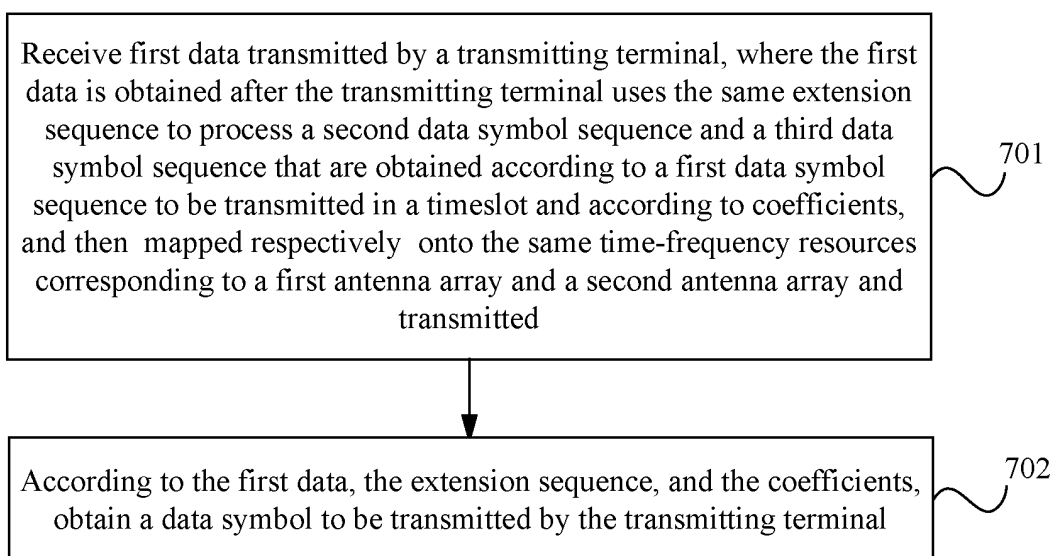 Receive first data transmitted by a transmitting terminal, where the first
data is obtained after the transmitting terminal uses the same extension
sequence to process a second data symbol sequence and a third data
symbol sequence that are obtained according to a first data symbol
sequence to be transmitted in a timeslot and according to coefficients,
and then mapped respectively onto the same time-frequency resources
corresponding to a first antenna array and a second antenna array and
transmitted
701
According to the first data, the extension sequence, and the coefficients,
obtain a data symbol to be transmitted by the transmitting terminal
702